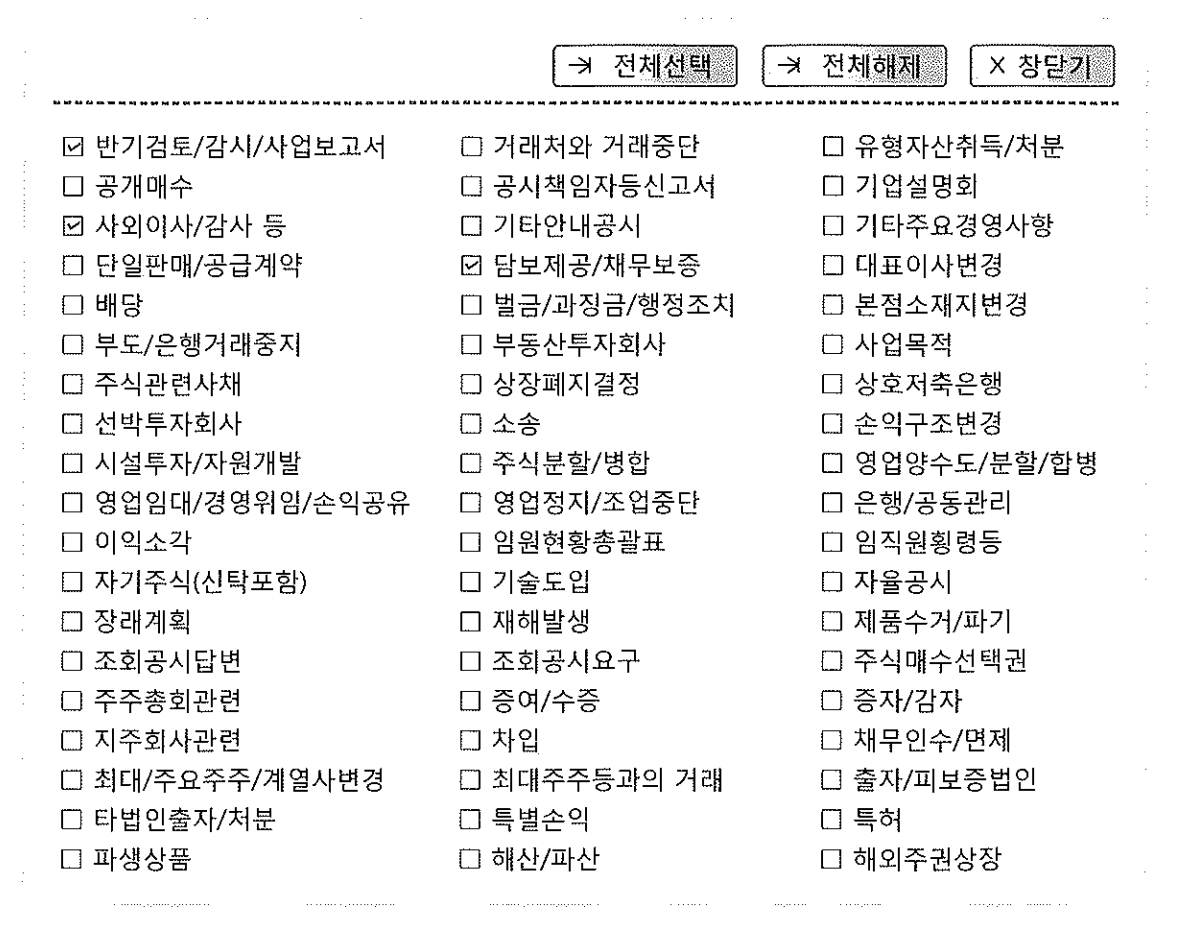 → 전체선택 → 전체해제 X 창닫기
☑ 반기검토/감시/사업보고서 ☐ 거래처와 거래중단 ☐ 유형자산취득/처분
☐ 공개매수 ☐ 공시책임자등신고서 ☐ 기업설명회
☑ 사외이사/감사 등 ☐ 기타안내공시 ☐ 기타주요경영사항
☐ 단일판매/공급계약 ☑ 담보제공/채무보증 ☐ 대표이사변경
☐ 배당 ☐ 벌금/과징금/행정조치 ☐ 본점소재지변경
☐ 부도/은행거래중지 ☐ 부동산투자회사 ☐ 사업목적
☐ 주식관련사채 ☐ 상장폐지결정 ☐ 상호저축은행
☐ 선박투자회사 ☐ 소송 ☐ 손익구조변경
☐ 시설투자/자원개발 ☐ 주식분할/병합 ☐ 영업양수도/분할/합병
☐ 영업임대/경영위임/손익공유 ☐ 영업정지/조업중단 ☐ 은행/공동관리
☐ 이익소각 ☐ 임원현황총괄표 ☐ 임직원횡령등
☐ 자기주식(신탁포함) ☐ 기술도입 ☐ 자율공시
☐ 장래계획 ☐ 재해발생 ☐ 제품수거/파기
☐ 조회공시답변 ☐ 조회공시요구 ☐ 주식매수선택권
☐ 주주총회관련 ☐ 증여/수증 ☐ 증자/감자
☐ 지주회사관련 ☐ 차입 ☐ 채무인수/면제
☐ 최대/주요주주/계열사변경 ☐ 최대주주등과의 거래 ☐ 출자/피보증법인
☐ 타법인출자/처분 ☐ 특별손익 ☐ 특허
☐ 파생상품 ☐ 해산/파산 ☐ 해외주권상장